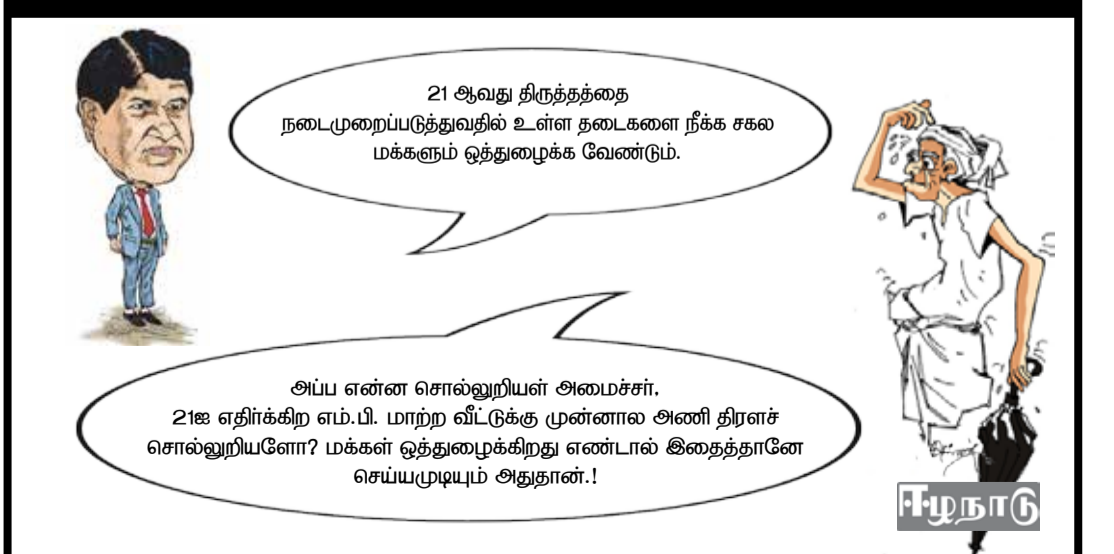 21 ஆவது திருத்தத்தை
நடைமுறைப்படுத்துவதில் உள்ள தடைகளை நீக்க சகல
மக்களும் ஒத்துழைக்க வேண்டும்.
அப்ப என்ன சொல்லுறியள் அமைச்சர்,
21ஐ எதிர்க்கிற எம்.பி. மாற்ற வீட்டுக்கு முன்னால அணி திரளச்
சொல்லுறியளோ? மக்கள் ஒத்துழைக்கிறது எண்டால் இதைத்தானே
செய்யமுடியும் அதுதான்.!
ஈழநாடு